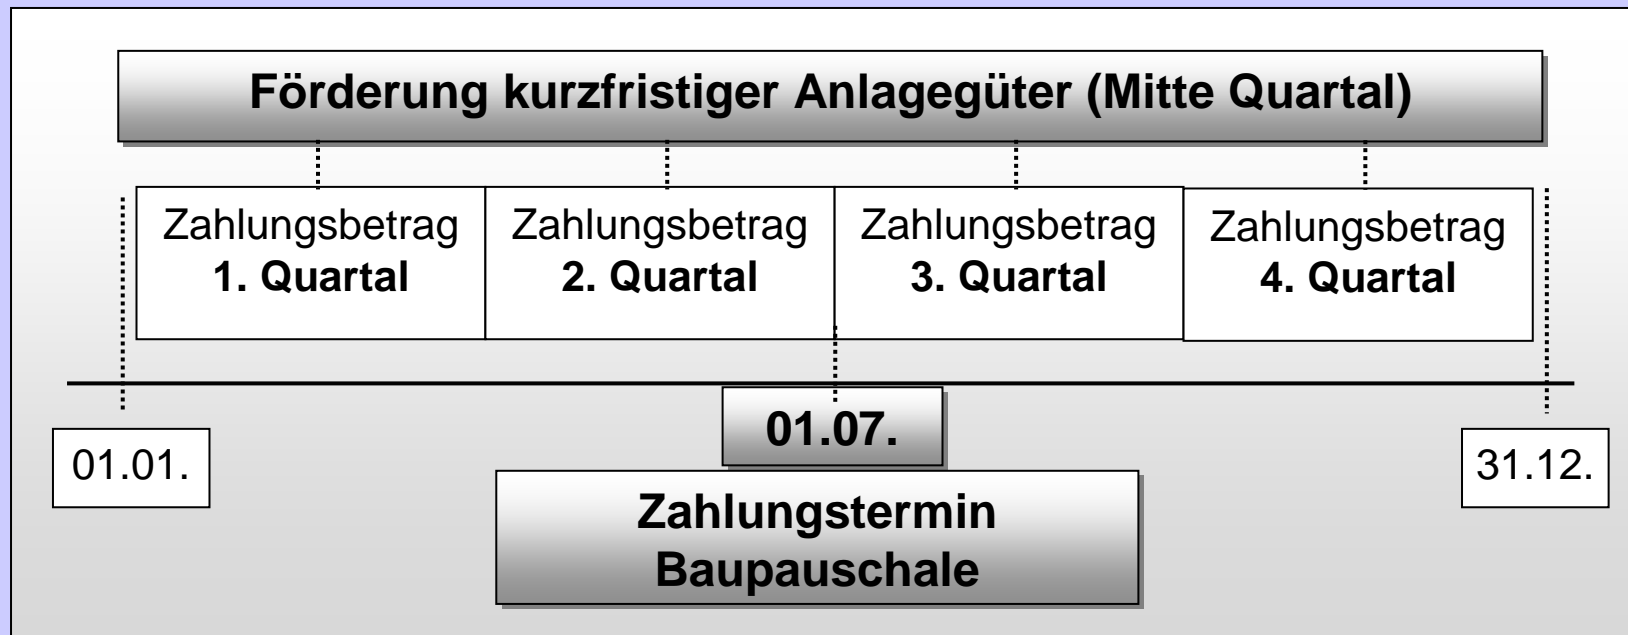 Förderung kurzfristiger Anlagegüter (Mitte Quartal)
Zahlungsbetrag
1. Quartal
Zahlungsbetrag
2. Quartal
Zahlungsbetrag
3. Quartal
Zahlungsbetrag
4. Quartal
01.01.
01.07.
31.12.
Zahlungstermin
Baupauschale